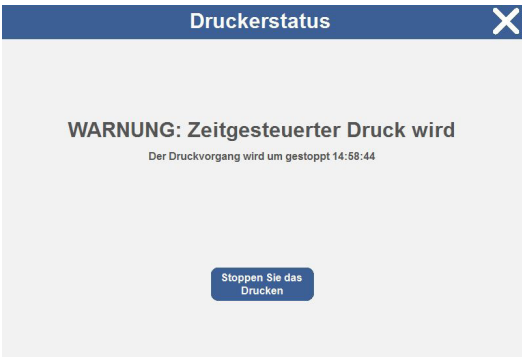 Druckerstatus
WARNUNG: Zeitgesteuerter Druck wird
Der Druckvorgang wird um gestoppt 14:58:44
Stoppen Sie das
Drucken